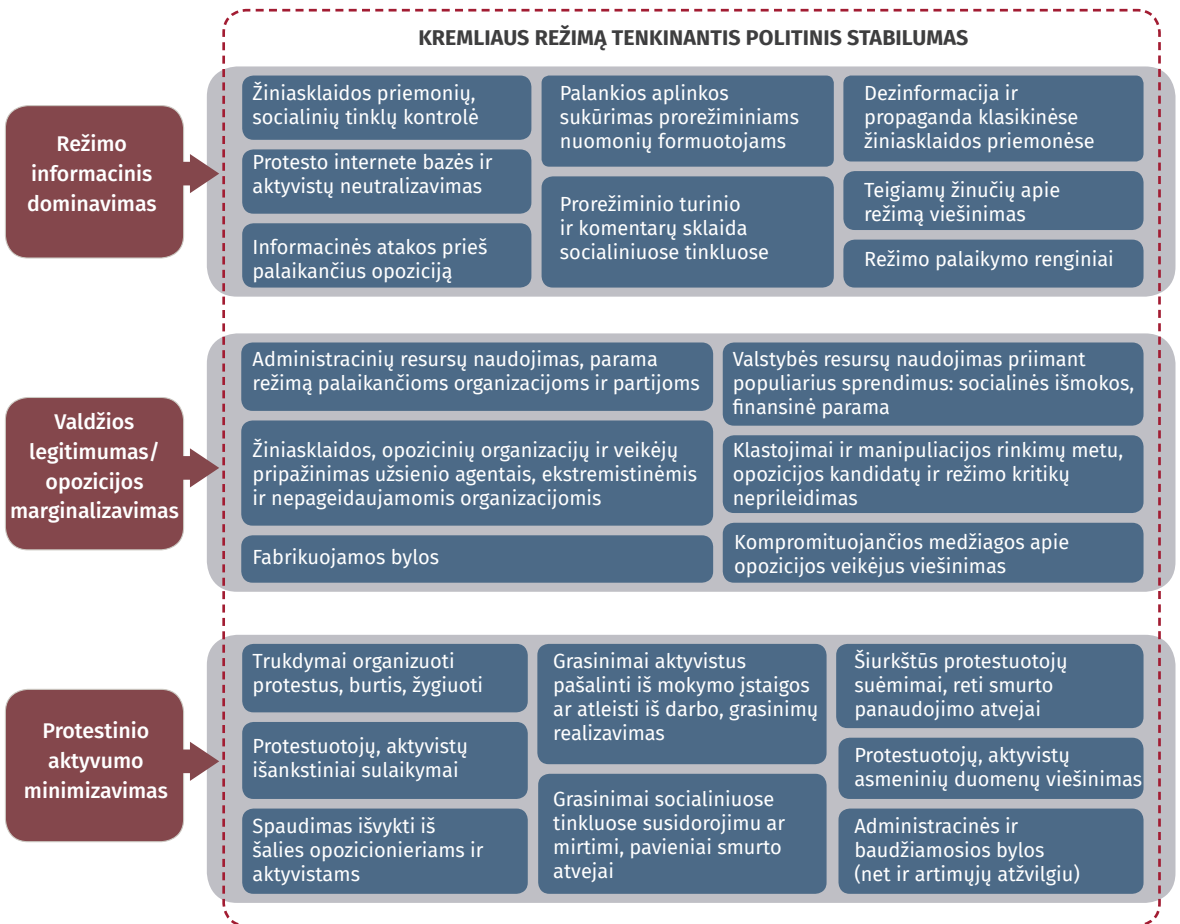 KREMLIAUS REŽIMĄ TENKINANTIS POLITINIS STABILUMAS
Režimo
informacinis
dominavimas
Žiniasklaidos priemonių,
socialinių tinklų kontrolė
Protesto internete bazės ir
aktyvistų neutralizavimas
Informacinės atakos prieš
palaikančius opoziciją
Palankios aplinkos
sukūrimas prorežiminiams
nuomonių formuotojams
Prorežiminio turinio
ir komentarų sklaida
socialiniuose tinkluose
Dezinformacija ir
propaganda klasikinėse
žiniasklaidos priemonėse
Teigiamų žinučių apie
režimą viešinimas
Režimo palaikymo renginiai
Valdžios
legitimumas/
opozicijos
marginalizavimas
Administracinių resursų naudojimas, parama
režimą palaikančioms organizacijoms ir partijoms
Žiniasklaidos, opozicinių organizacijų ir veikėjų
pripažinimas užsienio agentais, ekstremistinėmis
ir nepageidaujamomis organizacijomis
Fabrikuojamos bylos
Valstybės resursų naudojimas priimant
populiarius sprendimus: socialinės išmokos,
finansinė parama
Klastojimai ir manipuliacijos rinkimų metu,
opozicijos kandidatų ir režimo kritikų
neprileidimas
Kompromituojančios medžiagos apie
opozicijos veikėjus viešinimas
Protestinio
aktyvumo
minimizavimas
Trukdymai organizuoti
protestus, burtis, žygiuoti
Protestuotojų, aktyvistų
išankstiniai sulaikymai
Spaudimas išvykti iš
šalies opozicionieriams ir
aktyvistams
Grasinimai aktyvistus
pašalinti iš mokymo įstaigos
ar atleisti iš darbo, grasinimų
realizavimas
Grasinimai socialiniuose
tinkluose susidorojimu ar
mirtimi, pavieniai smurto
atvejai
Šiurkštūs protestuotojų
suėmimai, reti smurto
panaudojimo atvejai
Protestuotojų, aktyvistų
asmeninių duomenų viešinimas
Administracinės ir
baudžiamosios bylos
(net ir artimųjų atžvilgiu)